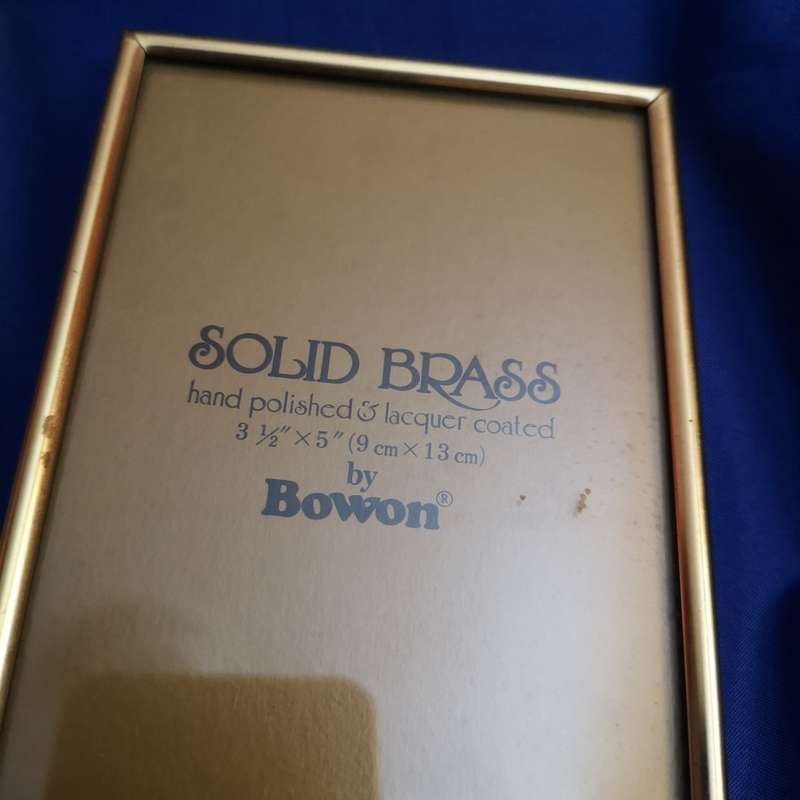 SOLID BRASS
hand polished & lacquer coated
3 ½" × 5" (9 cm × 13 cm)
by
Bowon®